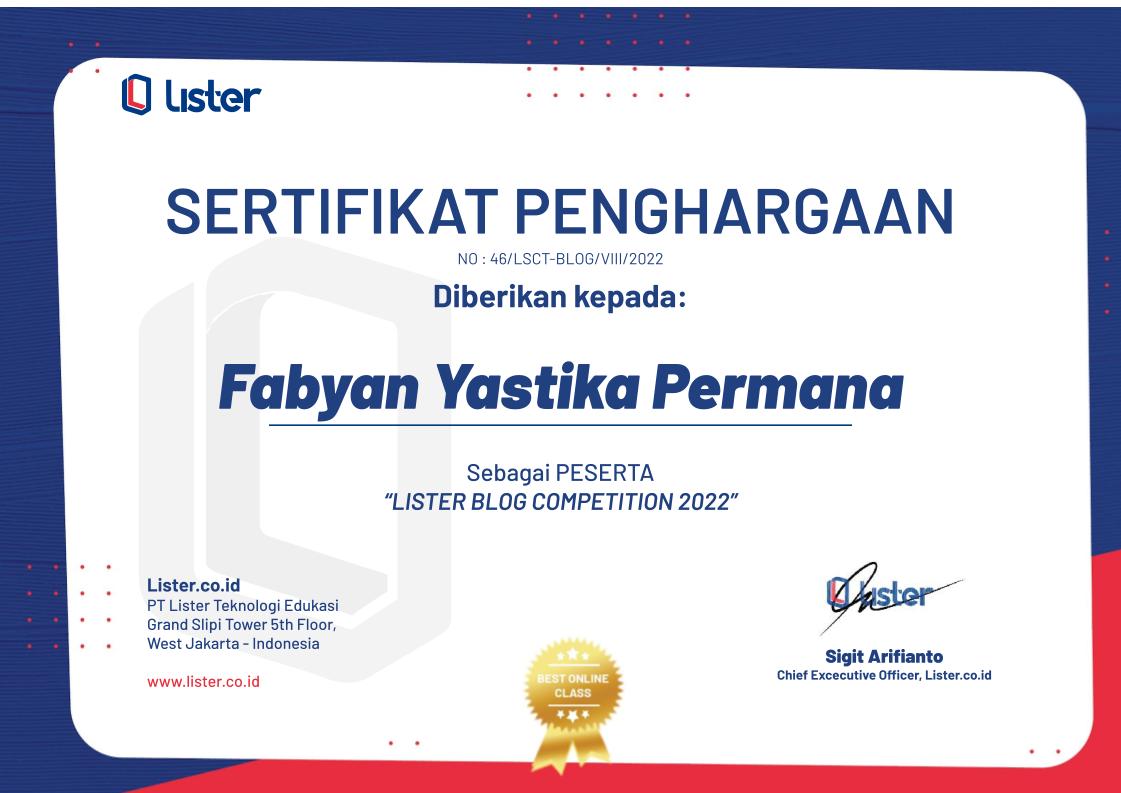 Lister
SERTIFIKAT PENGHARGAAN
NO : 46/LSCT-BLOG/VIII/2022
Diberikan kepada:
Fabyan Yastika Permana
Sebagai PESERTA
“LISTER BLOG COMPETITION 2022”
Lister.co.id
PT Lister Teknologi Edukasi
Grand Slipi Tower 5th Floor,
West Jakarta - Indonesia
www.lister.co.id
BEST ONLINE
CLASS
Lister
Sigit Arifianto
Chief Excecutive Officer, Lister.co.id